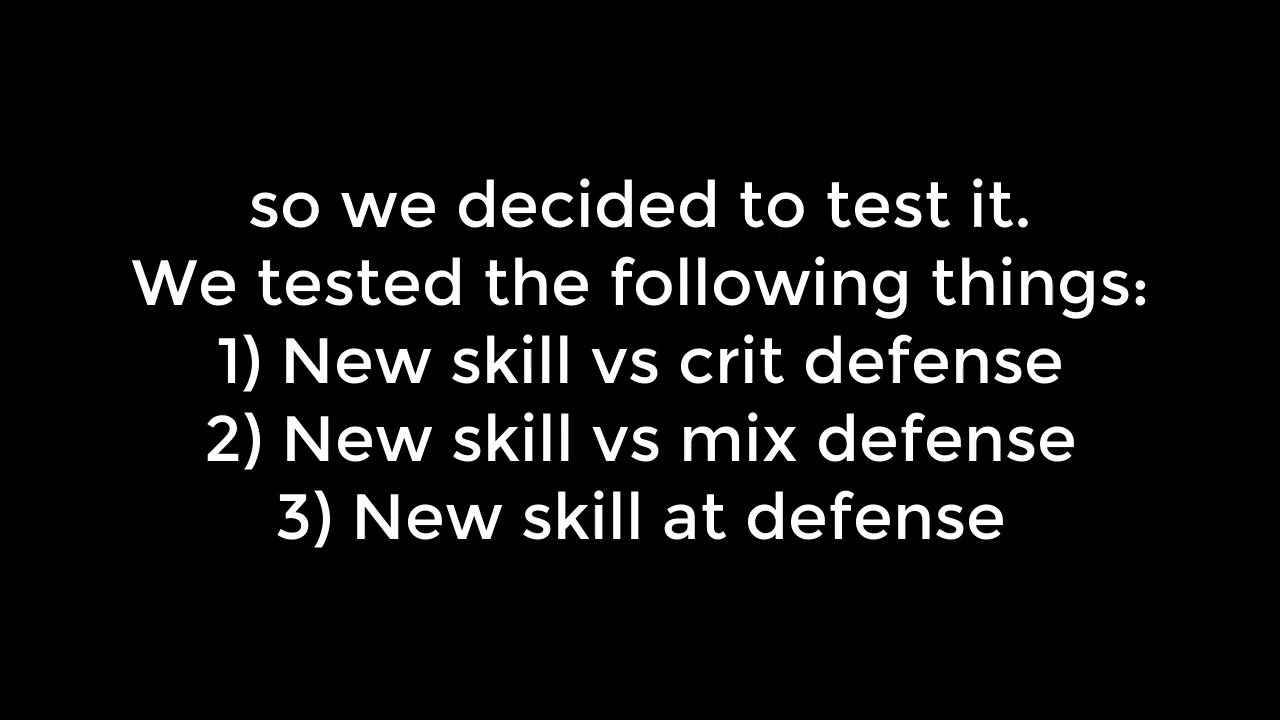 so we decided to test it.
We tested the following things:
1) New skill vs crit defense
2) New skill vs mix defense
3) New skill at defense